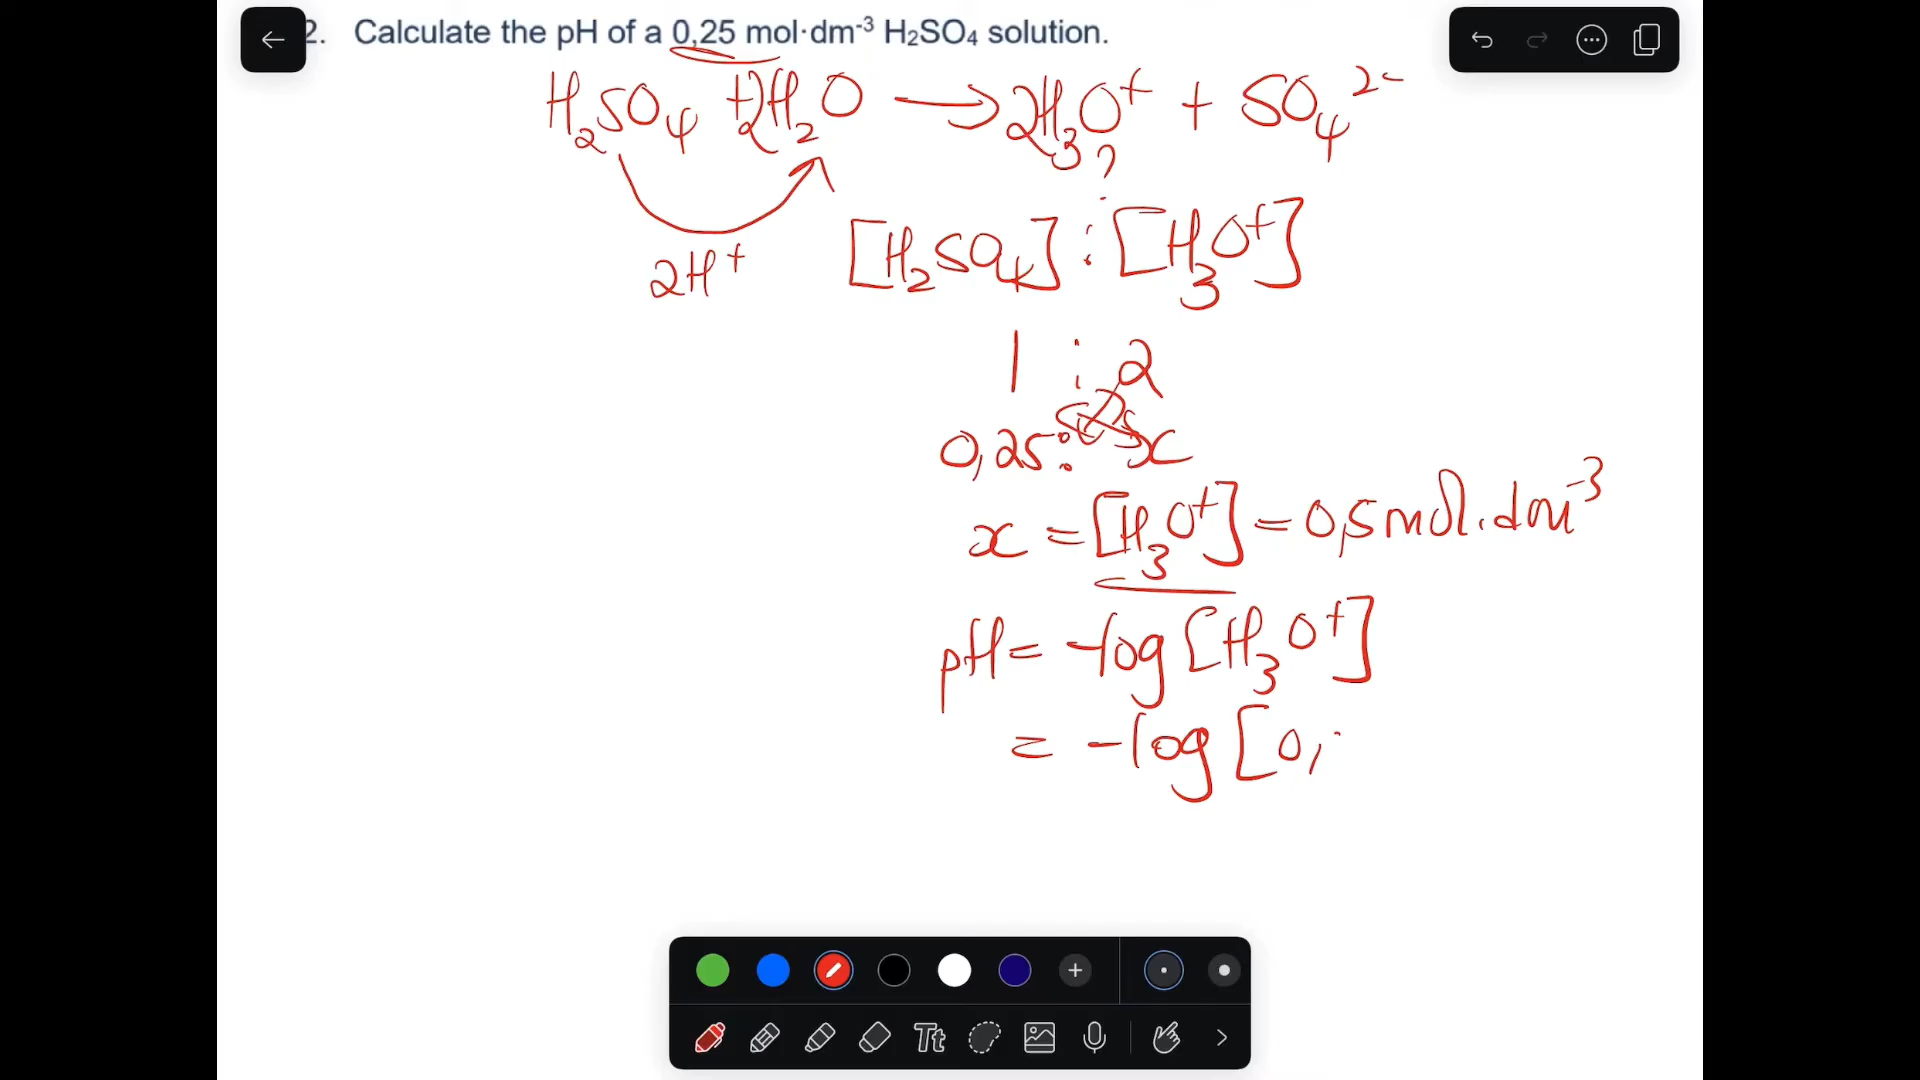 2. Calculate the pH of a 0,25 mol·dm⁻³ H₂SO₄ solution.
H₂SO₄ + 2H₂O → 2H₃O⁺ + SO₄²⁻
?
2H⁺
[H₂SO₄] : [H₃O⁺]
1 : 2
0,25 : x
x = [H₃O⁺] = 0,5 mol.dm⁻³
pH = -log [H₃O⁺]
= -log [0,
Tt